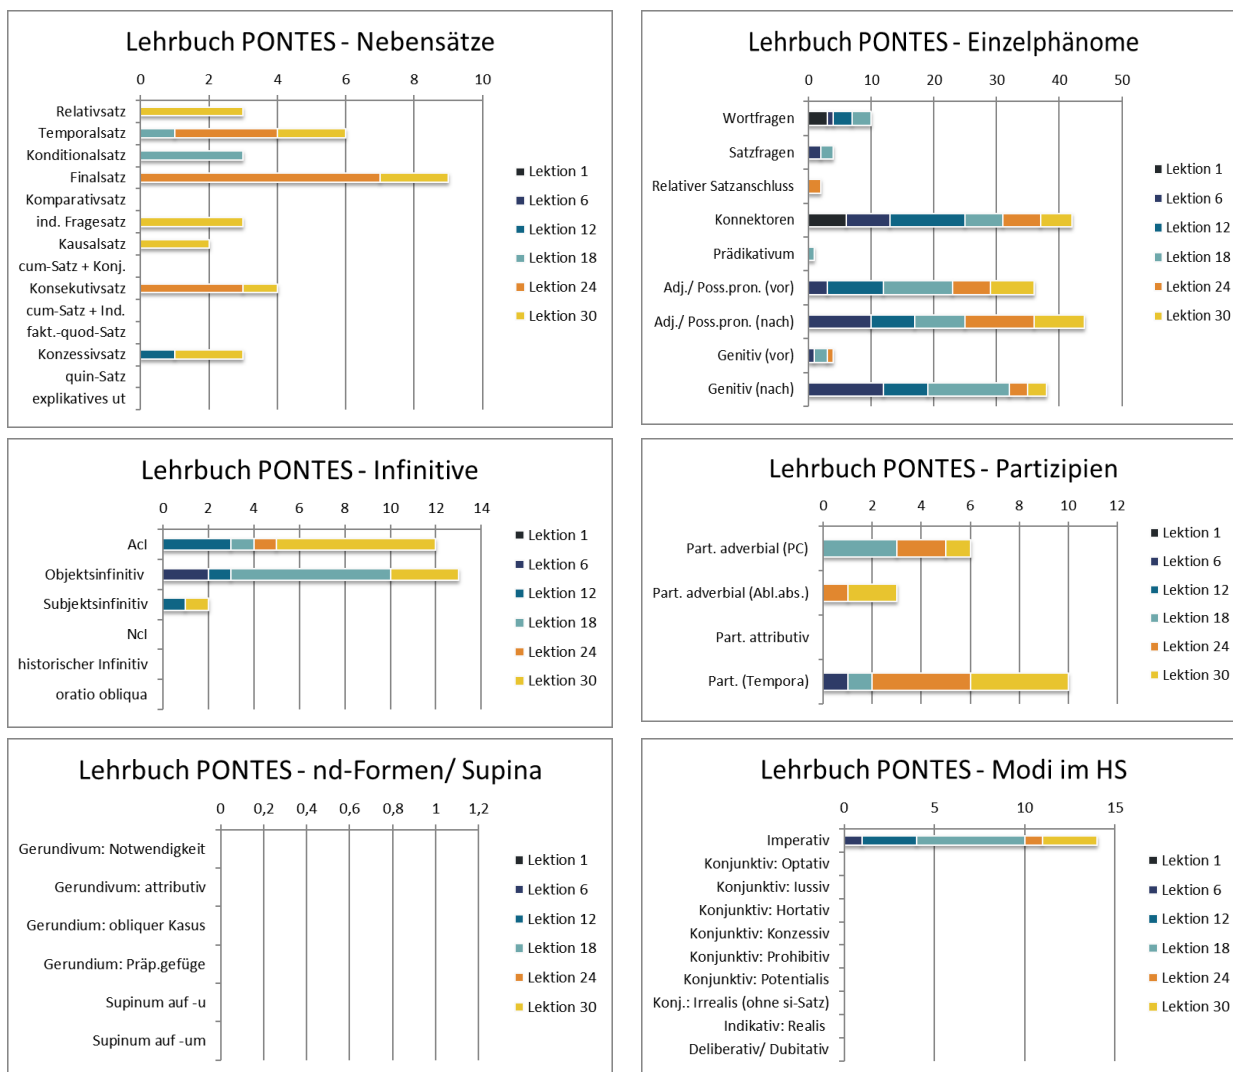 Lehrbuch PONTES - Nebensätze
0 2 4 6 8 10
Relativsatz
Temporalsatz
Konditionalsatz
Finalsatz
Komparativsatz
ind. Fragesatz
Kausalsatz
cum-Satz + Konj.
Konsekutivsatz
cum-Satz + Ind.
fakt.-quod-Satz
Konzessivsatz
quin-Satz
explikatives ut
Lektion 1
Lektion 6
Lektion 12
Lektion 18
Lektion 24
Lektion 30
Lehrbuch PONTES - Einzelphänome
0 10 20 30 40 50
Wortfragen
Satzfragen
Relativer Satzanschluss
Konnektoren
Prädikativum
Adj./ Poss.pron. (vor)
Adj./ Poss.pron. (nach)
Genitiv (vor)
Genitiv (nach)
Lektion 1
Lektion 6
Lektion 12
Lektion 18
Lektion 24
Lektion 30
Lehrbuch PONTES - Infinitive
0 2 4 6 8 10 12 14
AcI
Objektsinfinitiv
Subjektsinfinitiv
NcI
historischer Infinitiv
oratio obliqua
Lektion 1
Lektion 6
Lektion 12
Lektion 18
Lektion 24
Lektion 30
Lehrbuch PONTES - Partizipien
0 2 4 6 8 10 12
Part. adverbial (PC)
Part. adverbial (Abl.abs.)
Part. attributiv
Part. (Tempora)
Lektion 1
Lektion 6
Lektion 12
Lektion 18
Lektion 24
Lektion 30
Lehrbuch PONTES - nd-Formen/ Supina
0 0,2 0,4 0,6 0,8 1 1,2
Gerundivum: Notwendigkeit
Gerundivum: attributiv
Gerundium: obliquer Kasus
Gerundium: Präp.gefüge
Supinum auf -u
Supinum auf -um
Lektion 1
Lektion 6
Lektion 12
Lektion 18
Lektion 24
Lektion 30
Lehrbuch PONTES - Modi im HS
0 5 10 15
Imperativ
Konjunktiv: Optativ
Konjunktiv: Iussiv
Konjunktiv: Hortativ
Konjunktiv: Konzessiv
Konjunktiv: Prohibitiv
Konjunktiv: Potentialis
Konj.: Irrealis (ohne si-Satz)
Indikativ: Realis
Deliberativ/ Dubitativ
Lektion 1
Lektion 6
Lektion 12
Lektion 18
Lektion 24
Lektion 30